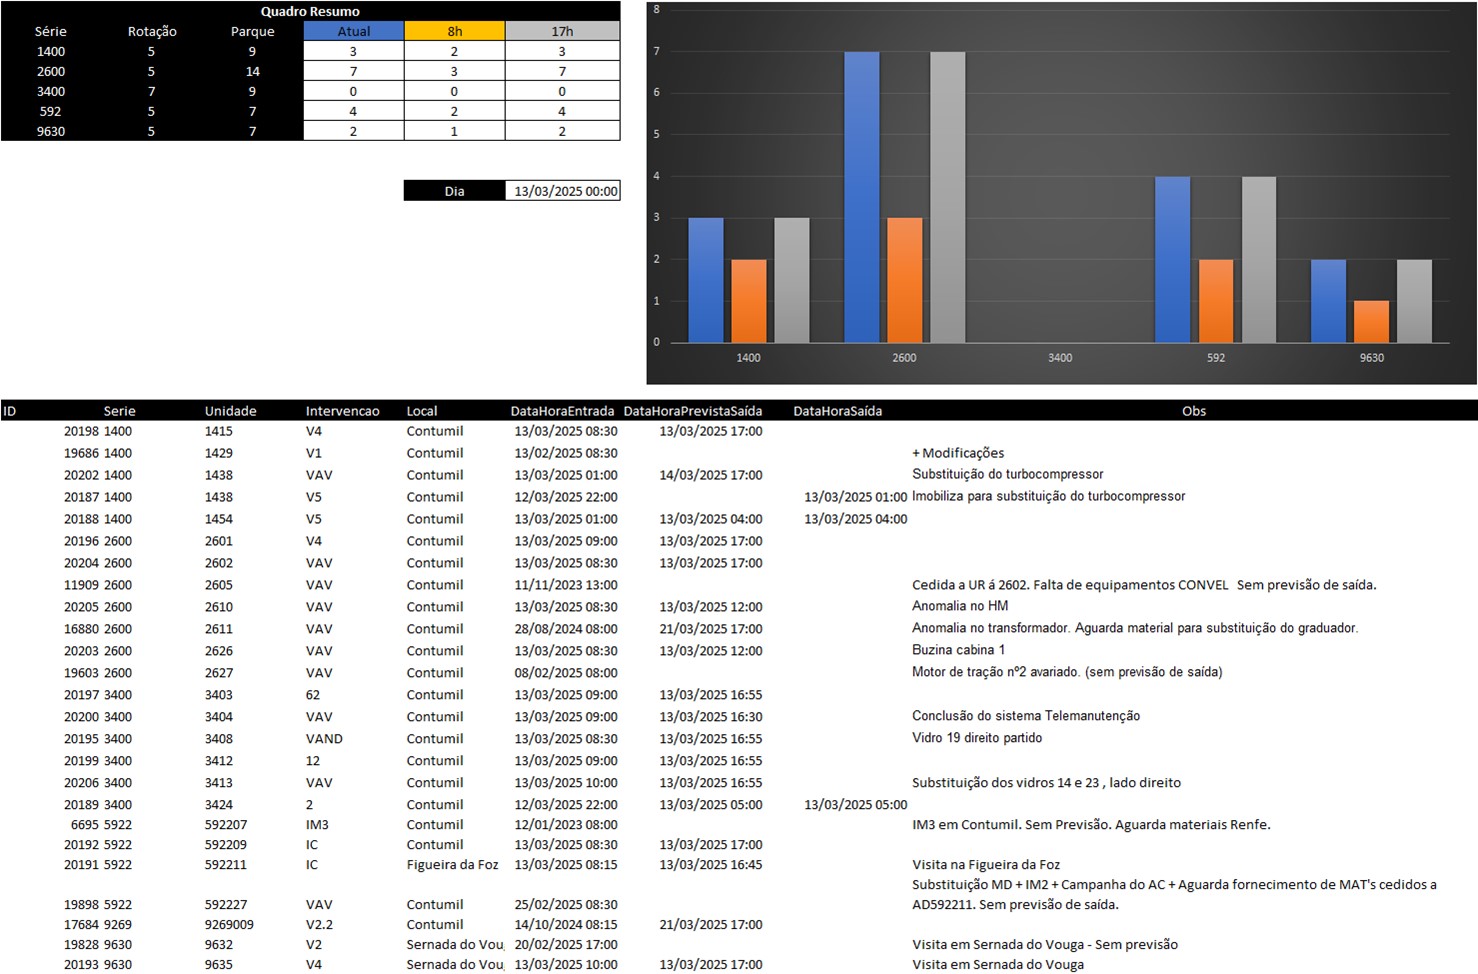 Quadro Resumo
Série Rotação Parque Atual 8h 17h
1400 5 9 3 2 3
2600 5 14 7 3 7
3400 7 9 0 0 0
592 5 7 4 2 4
9630 5 7 2 1 2
Dia 13/03/2025 00:00
8
7
6
5
4
3
2
1
0
1400 2600 3400 592 9630
ID Serie Unidade Intervencao Local DataHoraEntrada DataHoraPrevistaSaída DataHoraSaída Obs
20198 1400 1415 V4 Contumil 13/03/2025 08:30 13/03/2025 17:00
19686 1400 1429 V1 Contumil 13/02/2025 08:30 + Modificações
20202 1400 1438 VAV Contumil 13/03/2025 01:00 14/03/2025 17:00 Substituição do turbocompressor
20187 1400 1438 V5 Contumil 12/03/2025 22:00 13/03/2025 01:00 Imobiliza para substituição do turbocompressor
20188 1400 1454 V5 Contumil 13/03/2025 01:00 13/03/2025 04:00 13/03/2025 04:00
20196 2600 2601 V4 Contumil 13/03/2025 09:00 13/03/2025 17:00
20204 2600 2602 VAV Contumil 13/03/2025 08:30 13/03/2025 17:00
11909 2600 2605 VAV Contumil 11/11/2023 13:00 Cedida a UR á 2602. Falta de equipamentos CONVEL Sem previsão de saída.
20205 2600 2610 VAV Contumil 13/03/2025 08:30 13/03/2025 12:00 Anomalia no HM
16880 2600 2611 VAV Contumil 28/08/2024 08:00 21/03/2025 17:00 Anomalia no transformador. Aguarda material para substituição do graduador.
20203 2600 2626 VAV Contumil 13/03/2025 08:30 13/03/2025 12:00 Buzina cabina 1
19603 2600 2627 VAV Contumil 08/02/2025 08:00 Motor de tração nº2 avariado. (sem previsão de saída)
20197 3400 3403 62 Contumil 13/03/2025 09:00 13/03/2025 16:55
20200 3400 3404 VAV Contumil 13/03/2025 09:00 13/03/2025 16:30 Conclusão do sistema Telemanutenção
20195 3400 3408 VAND Contumil 13/03/2025 08:30 13/03/2025 16:55 Vidro 19 direito partido
20199 3400 3412 12 Contumil 13/03/2025 09:00 13/03/2025 16:55
20206 3400 3413 VAV Contumil 13/03/2025 10:00 13/03/2025 16:55 Substituição dos vidros 14 e 23 , lado direito
20189 3400 3424 2 Contumil 12/03/2025 22:00 13/03/2025 05:00 13/03/2025 05:00
6695 5922 592207 IM3 Contumil 12/01/2023 08:00 IM3 em Contumil. Sem Previsão. Aguarda materiais Renfe.
20192 5922 592209 IC Contumil 13/03/2025 08:30 13/03/2025 17:00
20191 5922 592211 IC Figueira da Foz 13/03/2025 08:15 13/03/2025 16:45 Visita na Figueira da Foz
Substituição MD + IM2 + Campanha do AC + Aguarda fornecimento de MAT's cedidos a
19898 5922 592227 VAV Contumil 25/02/2025 08:30 AD592211. Sem previsão de saída.
17684 9269 9269009 V2.2 Contumil 14/10/2024 08:15 21/03/2025 17:00
19828 9630 9632 V2 Sernada do Vou 20/02/2025 17:00 Visita em Sernada do Vouga - Sem previsão
20193 9630 9635 V4 Sernada do Vou 13/03/2025 10:00 13/03/2025 17:00 Visita em Sernada do Vouga